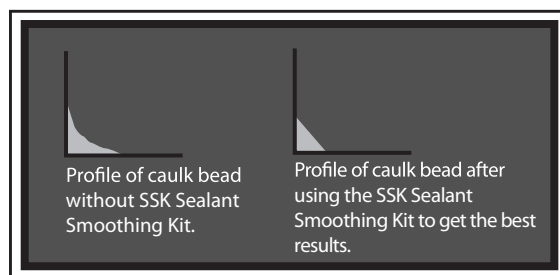 Profile of caulk bead
without SSK Sealant
Smoothing Kit.
Profile of caulk bead after
using the SSK Sealant
Smoothing Kit to get the best
results.